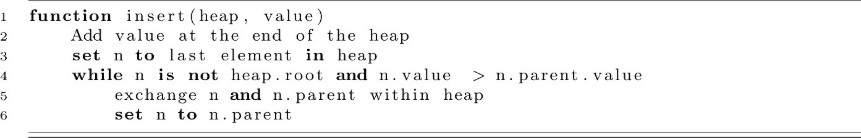 1 function insert(heap, value)
2 Add value at the end of the heap
3 set n to last element in heap
4 while n is not heap.root and n.value > n.parent.value
5 exchange n and n.parent within heap
6 set n to n.parent